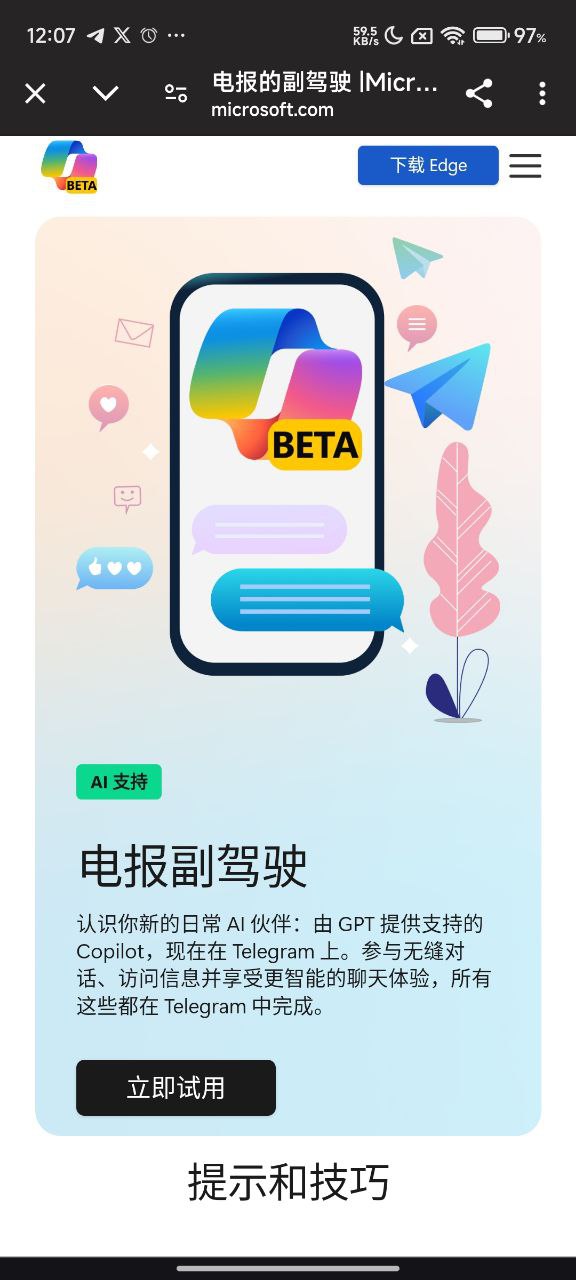 12:07
59.5
KB/s
97%
电报的副驾驶 |Micr...
microsoft.com
BETA
下载 Edge
BETA
AI 支持
电报副驾驶
认识你新的日常 AI 伙伴：由 GPT 提供支持的
Copilot，现在在 Telegram 上。参与无缝对
话、访问信息并享受更智能的聊天体验，所有
这些都在 Telegram 中完成。
立即试用
提示和技巧